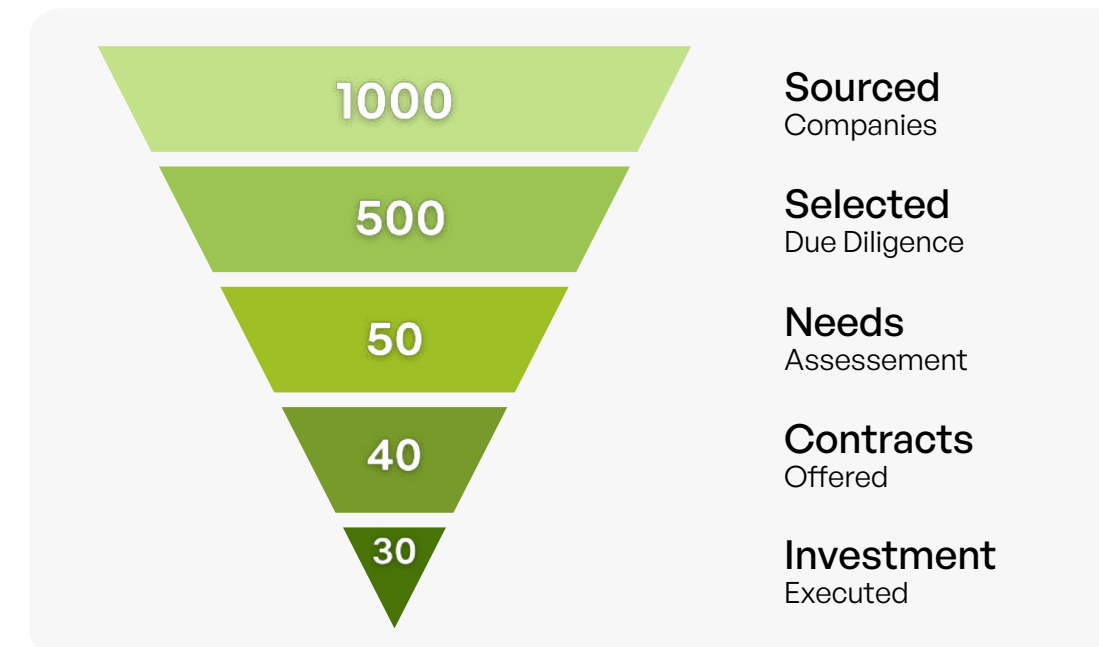 1000
Sourced
Companies
500
Selected
Due Diligence
50
Needs
Assessement
40
Contracts
Offered
30
Investment
Executed